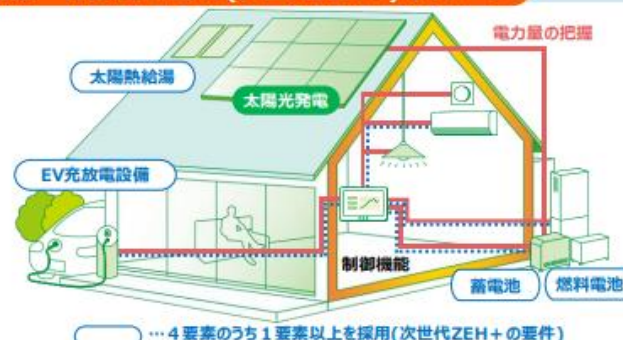 電力量の把握
太陽熱給湯
太陽光発電
EV充放電設備
制御機能
蓄電池
燃料電池
…４要素のうち１要素以上を採用(次世代ZEH+の要件)